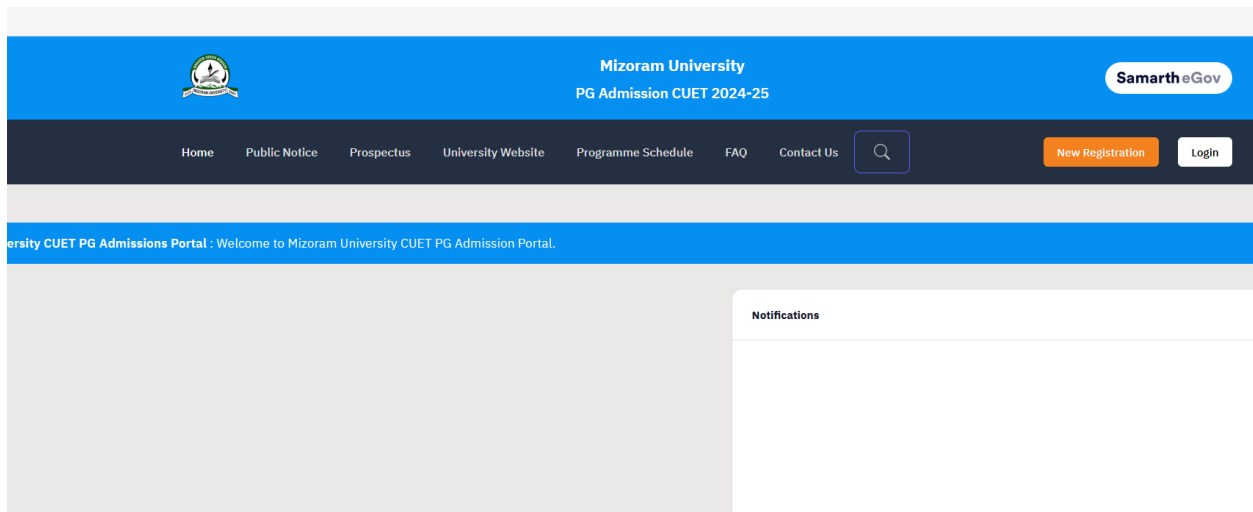 Mizoram University
PG Admission CUET 2024-25
Samarth eGov
Home Public Notice Prospectus University Website Programme Schedule FAQ Contact Us New Registration Login
ersity CUET PG Admissions Portal : Welcome to Mizoram University CUET PG Admission Portal.
Notifications